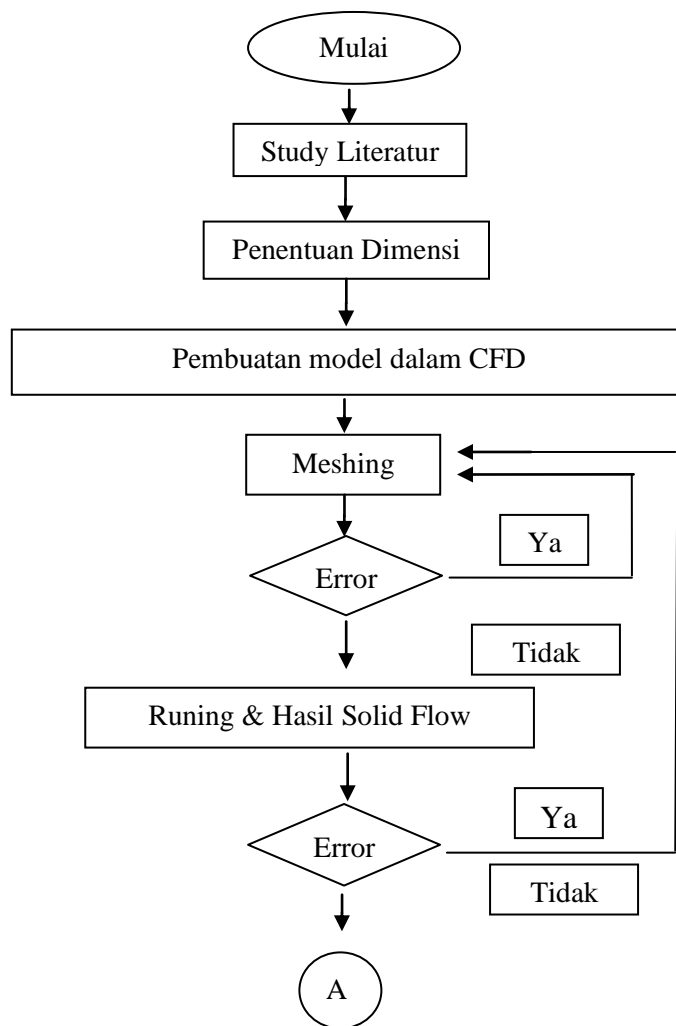 Mulai
Study Literatur
Penentuan Dimensi
Pembuatan model dalam CFD
Meshing
Ya
Error
Tidak
Runing & Hasil Solid Flow
Ya
Error
Tidak
A